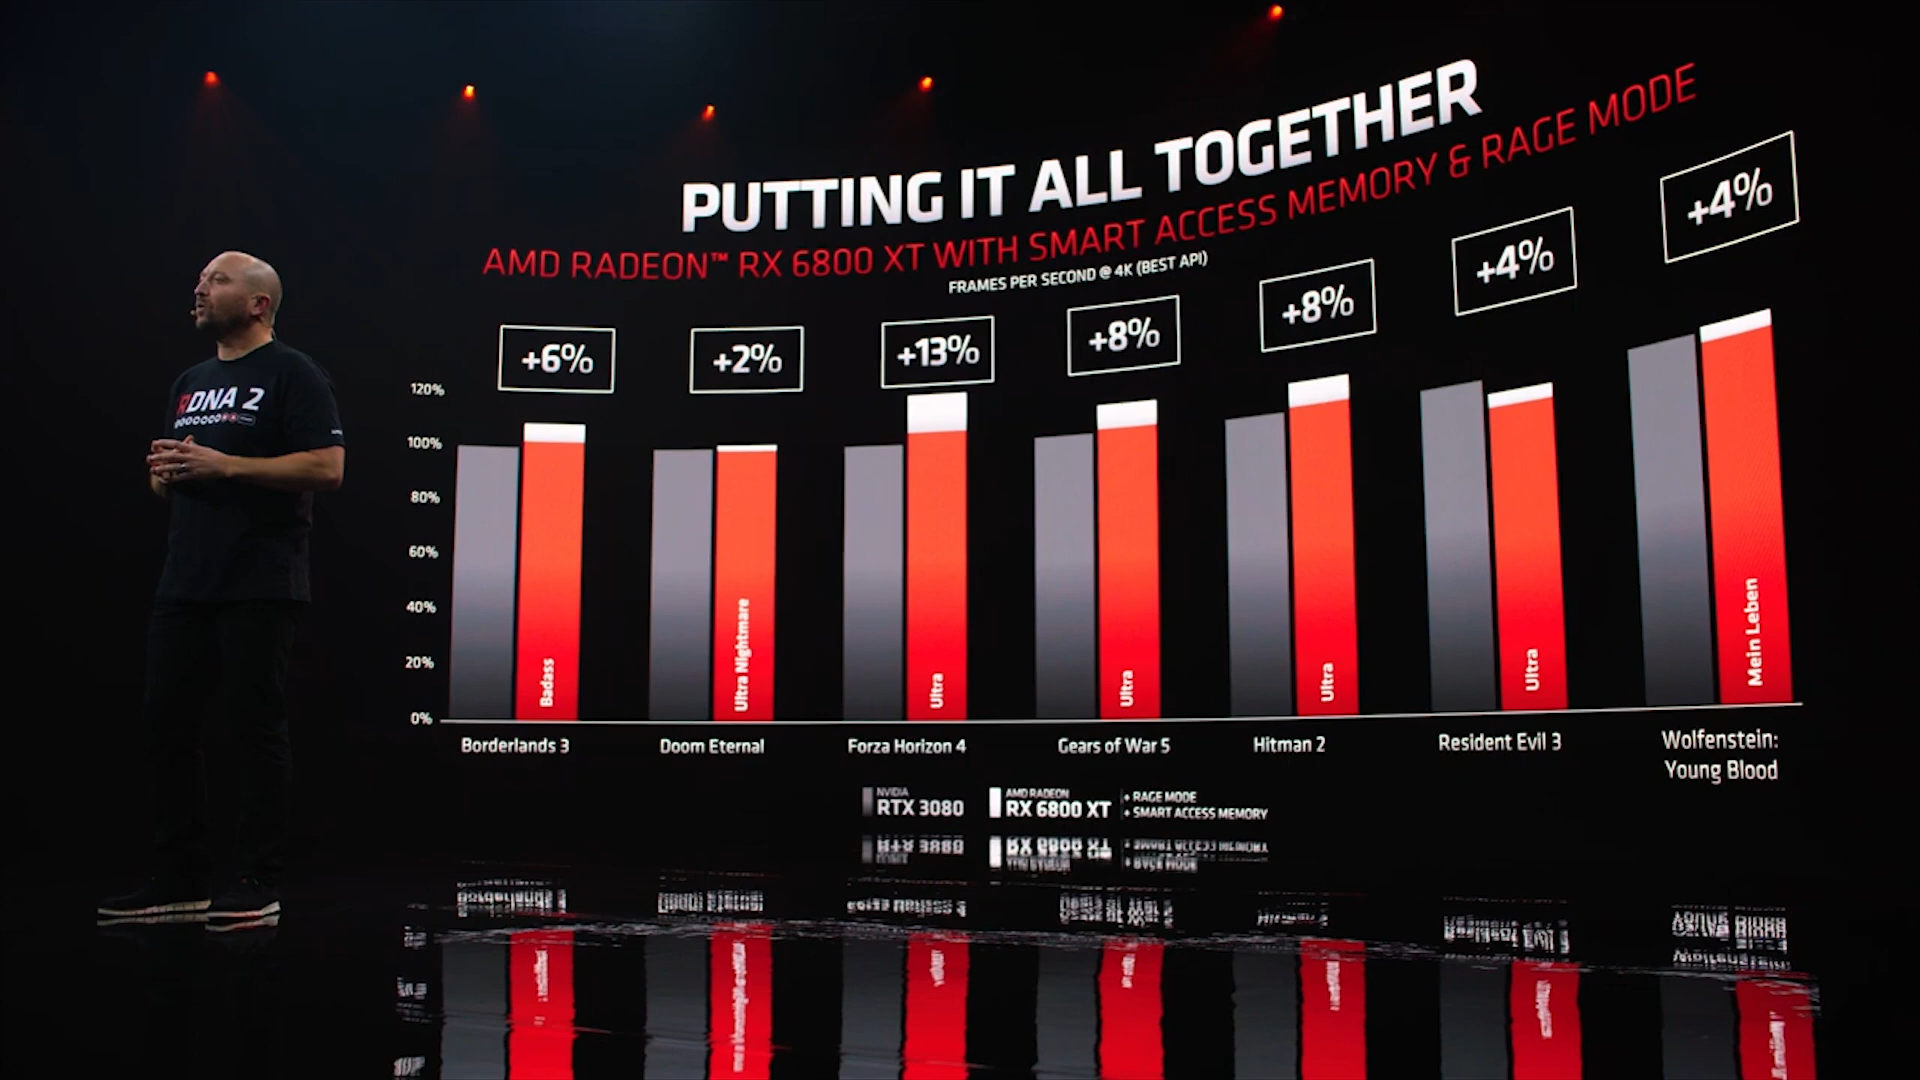 PUTTING IT ALL TOGETHER
AMD RADEON™ RX 6800 XT WITH SMART ACCESS MEMORY & RAGE MODE
FRAMES PER SECOND @ 4K (BEST API)
+6%
+2%
+13%
+8%
+8%
+4%
+4%
120%
100%
80%
60%
40%
20%
0%
RDNA 2
Badass
Ultra Nightmare
Ultra
Ultra
Ultra
Ultra
Mein Leben
Borderlands 3
Doom Eternal
Forza Horizon 4
Gears of War 5
Hitman 2
Resident Evil 3
Wolfenstein:
Young Blood
NVIDIA
RTX 3080
AMD RADEON
RX 6800 XT
+ RAGE MODE
+ SMART ACCESS MEMORY